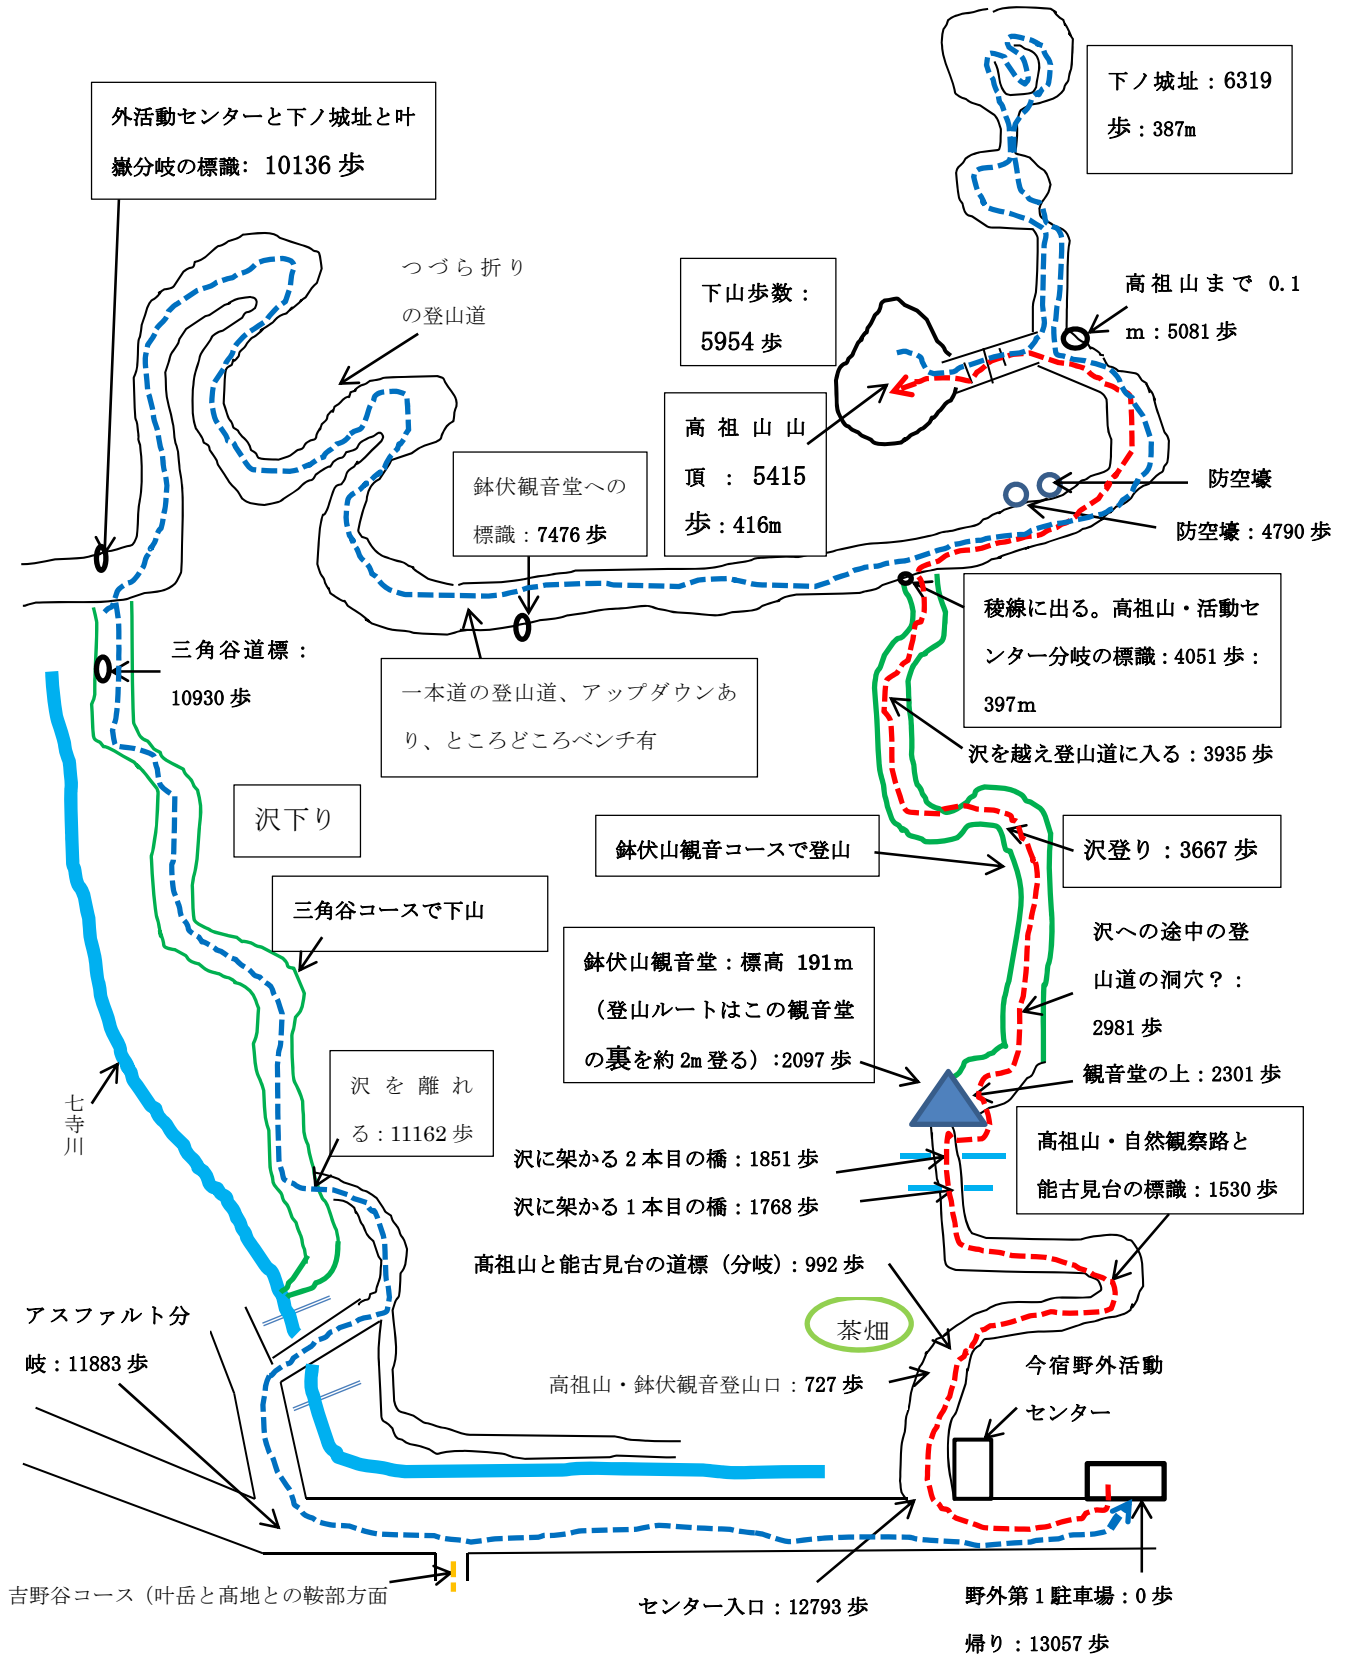 下ノ城址：6319
歩：387m
外活動センターと下ノ城址と叶
嶽分岐の標識：10136 歩
つづら折り
の登山道
下山歩数：
5954 歩
高祖山まで 0.1
m：5081 歩
高祖山山
頂：5415
歩：416m
鉢伏観音堂への
標識：7476 歩
防空壕
防空壕：4790 歩
稜線に出る。高祖山・活動セ
ンター分岐の標識：4051 歩：
397m
三角谷道標：
10930 歩
一本道の登山道、アップダウンあ
り、ところどころベンチ有
沢を越え登山道に入る：3935 歩
沢下り
鉢伏山観音コースで登山
沢登り：3667 歩
三角谷コースで下山
沢への途中の登
山道の洞穴？：
2981 歩
鉢伏山観音堂：標高 191m
（登山ルートはこの観音堂
の裏を約 2m 登る）：2097 歩
観音堂の上：2301 歩
沢を離れ
る：11162 歩
七寺川
高祖山・自然観察路と
能古見台の標識：1530 歩
沢に架かる 2 本目の橋：1851 歩
沢に架かる 1 本目の橋：1768 歩
髙祖山と能古見台の道標（分岐）：992 歩
アスファルト分
岐：11883 歩
茶畑
高祖山・鉢伏観音登山口：727 歩
今宿野外活動
センター
吉野谷コース（叶岳と髙地との鞍部方面
センター入口：12793 歩
野外第 1 駐車場：0 歩
帰り：13057 歩